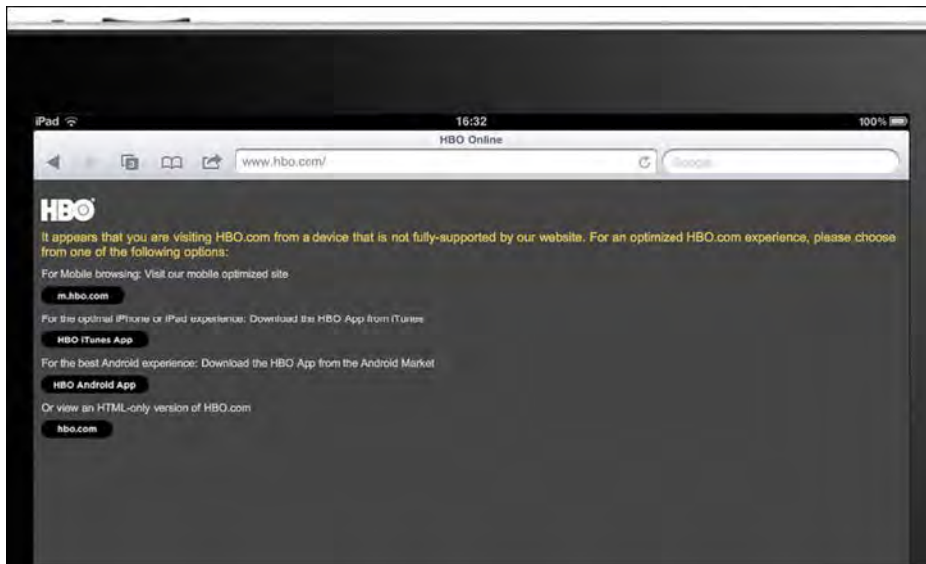 iPad 16:32 100%
HBO Online
www.hbo.com/ Google
HBO
It appears that you are visiting HBO.com from a device that is not fully-supported by our website. For an optimized HBO.com experience, please choose
from one of the following options:
For Mobile browsing: Visit our mobile optimized site
m.hbo.com
For the optimal iPhone or iPad experience: Download the HBO App from iTunes
HBO iTunes App
For the best Android experience: Download the HBO App from the Android Market
HBO Android App
Or view an HTML-only version of HBO.com
hbo.com